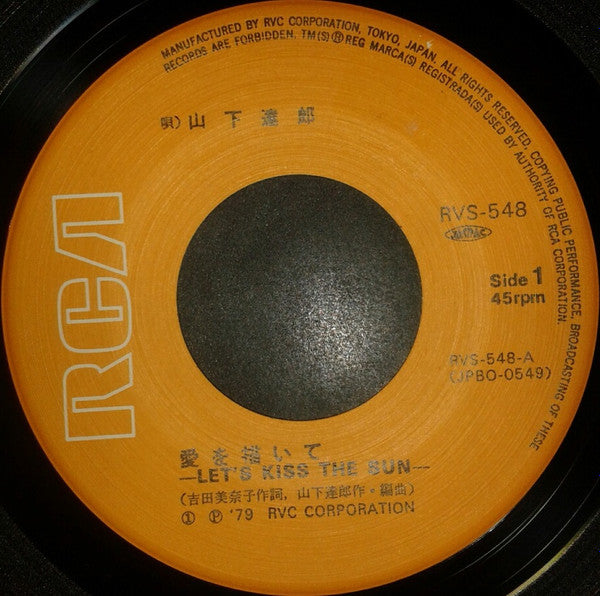 MANUFACTURED BY RVC CORPORATION, TOKYO, JAPAN. ALL RIGHTS RESERVED, COPYING PUBLIC PERFORMANCE, BROADCASTING OF THESE
RECORDS ARE FORBIDDEN. TM(S)®REG MARCA(S) REGISTRADA(S) USED BY AUTHORITY OF RCA CORPORATION.
唄)山下達郎
RCA
RVS-548
Side 1
45rpm
RVS-548-A
(JPBO-0549)
愛を描いて
—LET'S KISS THE SUN—
(吉田美奈子作詞, 山下達郎作・編曲)
① Ⓟ '79 RVC CORPORATION